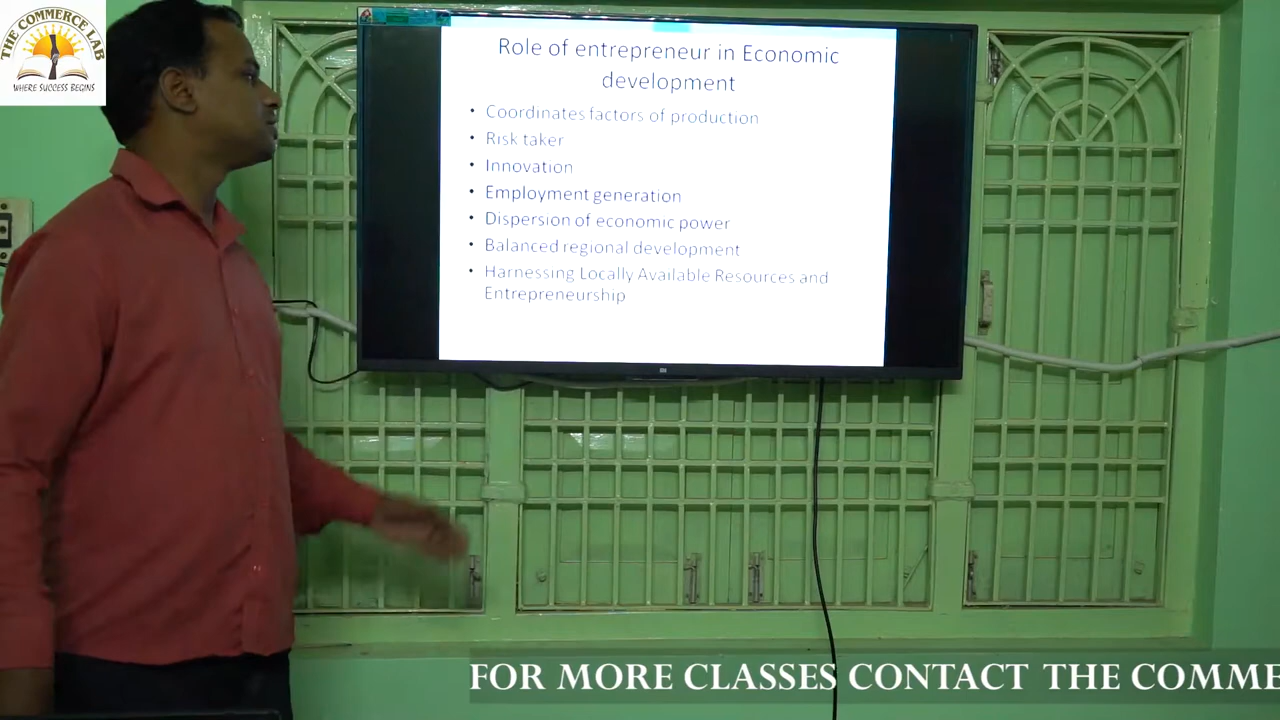 THE COMMERCE LAB
WHERE SUCCESS BEGINS
Role of entrepreneur in Economic
development
• Coordinates factors of production
• Risk taker
• Innovation
• Employment generation
• Dispersion of economic power
• Balanced regional development
• Harnessing Locally Available Resources and
Entrepreneurship
FOR MORE CLASSES CONTACT THE COMME